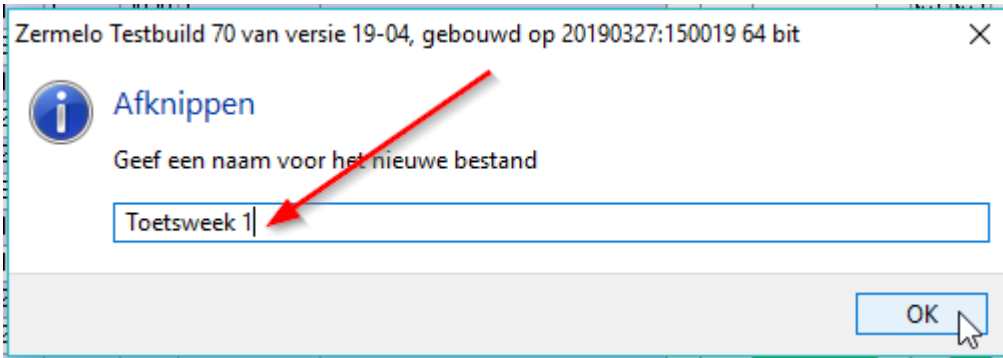 Zermelo Testbuild 70 van versie 19-04, gebouwd op 20190327:150019 64 bit
Afknippen
Geef een naam voor het nieuwe bestand
Toetsweek 1
OK